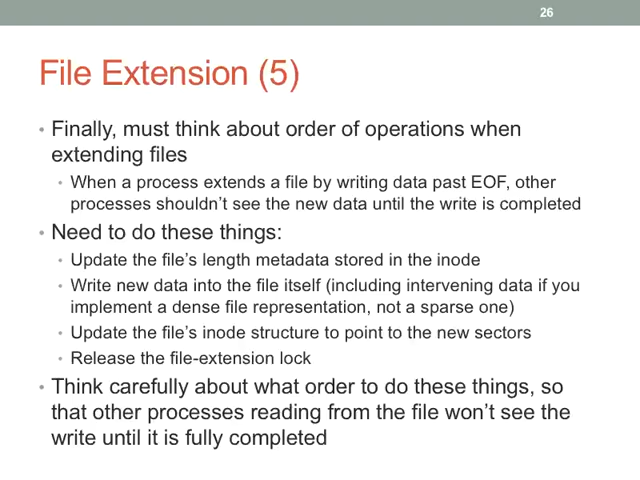 26
File Extension (5)
• Finally, must think about order of operations when
extending files
• When a process extends a file by writing data past EOF, other
processes shouldn't see the new data until the write is completed
• Need to do these things:
• Update the file's length metadata stored in the inode
• Write new data into the file itself (including intervening data if you
implement a dense file representation, not a sparse one)
• Update the file's inode structure to point to the new sectors
• Release the file-extension lock
• Think carefully about what order to do these things, so
that other processes reading from the file won't see the
write until it is fully completed